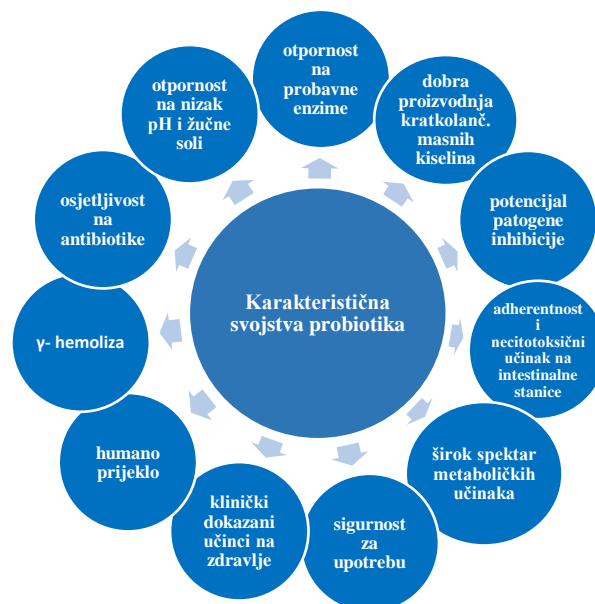 Karakteristična
svojstva probiotika
otpornost
na
probavne
enzime
dobra
proizvodnja
kratkolanč.
masnih
kiselina
potencijal
patogene
inhibicije
adherentnost
i
necitotoksični
učinak na
intestinalne
stanice
širok spektar
metaboličkih
učinaka
sigurnost
za
upotrebu
klinički
dokazani
učinci na
zdravlje
humano
prijeklo
γ- hemoliza
osjetljivost
na
antibiotike
otpornost
na nizak
pH i žučne
soli